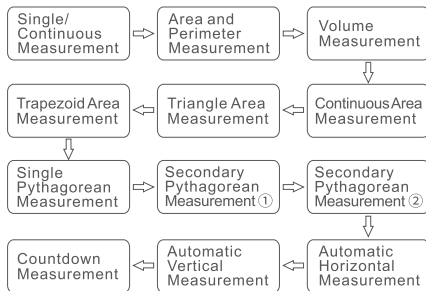 Single/
Continuous
Measurement
Area and
Perimeter
Measurement
Volume
Measurement
Trapezoid Area
Measurement
Triangle Area
Measurement
Continuous Area
Measurement
Single
Pythagorean
Measurement
Secondary
Pythagorean
Measurement ①
Secondary
Pythagorean
Measurement ②
Countdown
Measurement
Automatic
Vertical
Measurement
Automatic
Horizontal
Measurement